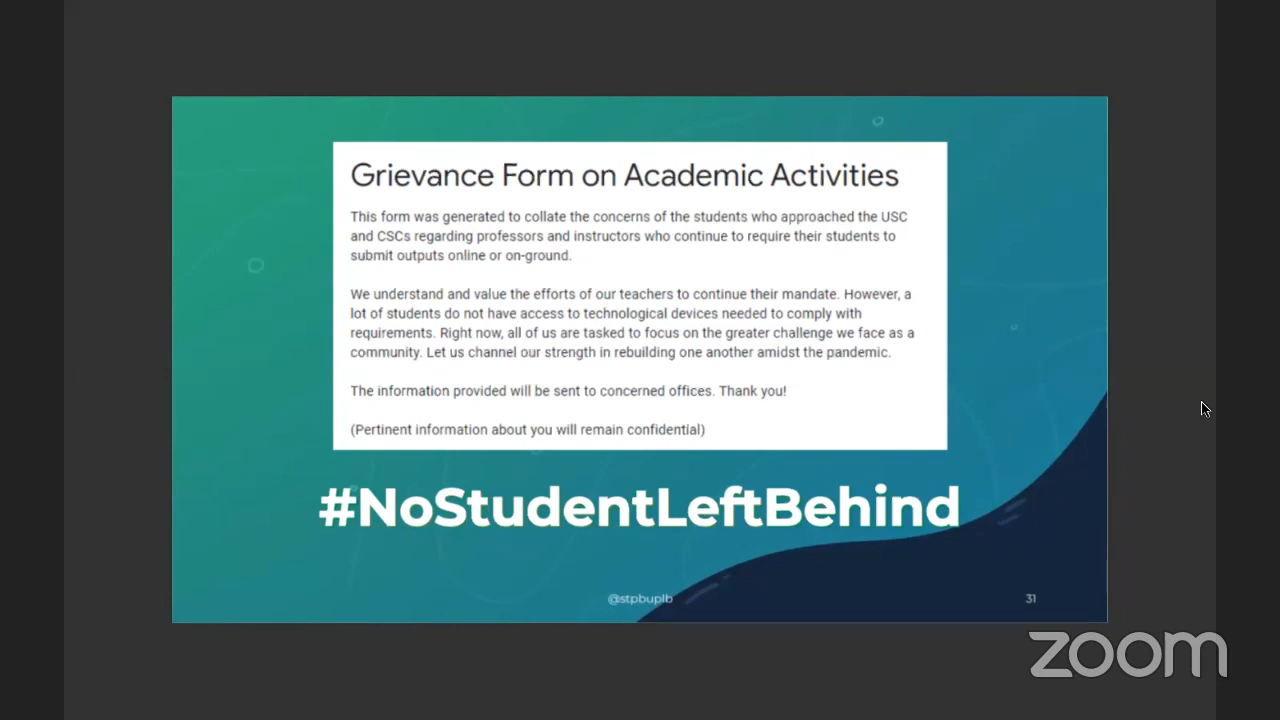 Grievance Form on Academic Activities
This form was generated to collate the concerns of the students who approached the USC
and CSCs regarding professors and instructors who continue to require their students to
submit outputs online or on-ground.
We understand and value the efforts of our teachers to continue their mandate. However, a
lot of students do not have access to technological devices needed to comply with
requirements. Right now, all of us are tasked to focus on the greater challenge we face as a
community. Let us channel our strength in rebuilding one another amidst the pandemic.
The information provided will be sent to concerned offices. Thank you!
(Pertinent information about you will remain confidential)
#NoStudentLeftBehind
@stpbuplb
31
zoom